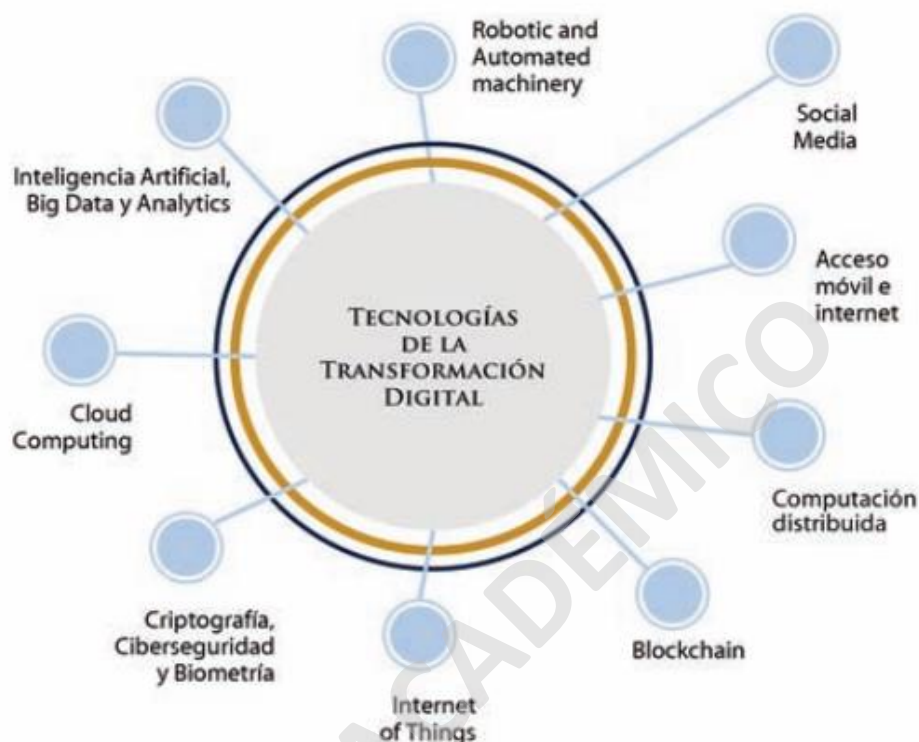 Robotic and
Automated
machinery
Social
Media
Inteligencia Artificial,
Big Data y Analytics
Acceso
móvil e
internet
TECNOLOGÍAS
DE LA
TRANSFORMACIÓN
DIGITAL
Cloud
Computing
Computación
distribuida
Criptografía,
Ciberseguridad
y Biometría
Blockchain
Internet
of Things
ACADÉMICO